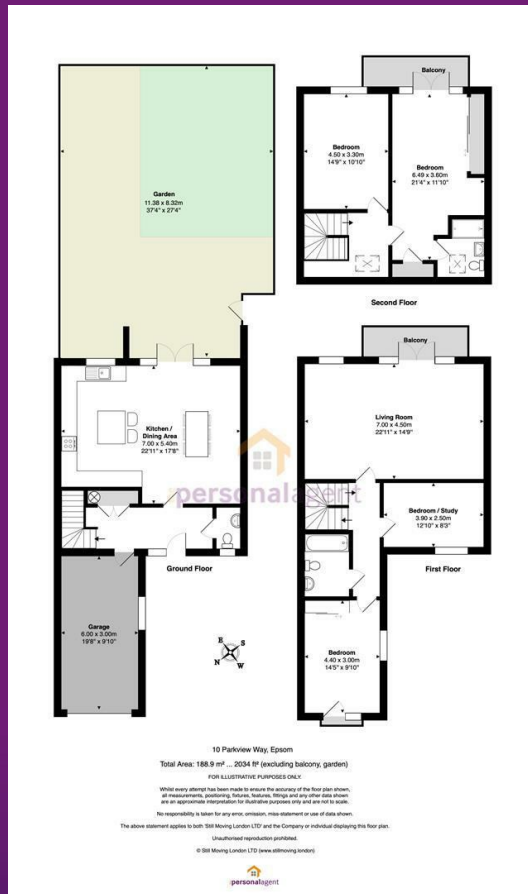 Garden
11.38 x 8.32m
37'4" x 27'4"
Balcony
Bedroom
4.50 x 3.30m
14'9" x 10'10"
Bedroom
6.49 x 3.60m
21'4" x 11'10"
Second Floor
Kitchen /
Dining Area
7.00 x 5.40m
22'11" x 17'8"
Ground Floor
Garage
6.00 x 3.00m
19'8" x 9'10"
Balcony
Living Room
7.00 x 4.50m
22'11" x 14'9"
Bedroom / Study
3.90 x 2.50m
12'10" x 8'3"
First Floor
Bedroom
4.40 x 3.00m
14'5" x 9'10"
personalagent
E
S
N
W
10 Parkview Way, Epsom
Total Area: 188.9 m² ... 2034 ft² (excluding balcony, garden)
FOR ILLUSTRATIVE PURPOSES ONLY.
Whilst every attempt has been made to ensure the accuracy of the floor plan shown,
all measurements, positioning, fixtures, features, fittings and any other data shown
are an approximate interpretation for illustrative purposes only and are not to scale.
No responsibility is taken for any error, omission, miss-statement or use of data shown.
The above statement applies to both 'Still Moving London LTD' and the Company or individual displaying this floor plan.
Unauthorised reproduction prohibited.
© Still Moving London LTD (www.stillmoving.london)
personalagent